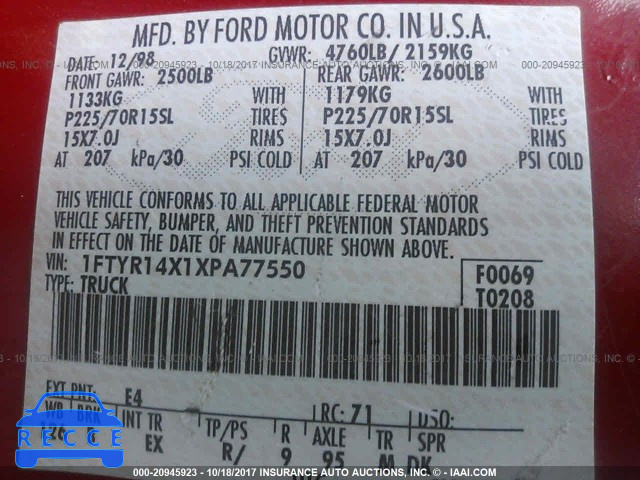 MFD. BY FORD MOTOR CO. IN U.S.A.
DATE: 12/98 GVWR: 4760LB/ 2159KG
FRONT GAWR: 2500LB REAR GAWR: 2600LB
1133KG WITH 1179KG WITH
P225/70R15SL TIRES P225/70R15SL TIRES
15X7.0J RIMS 15X7.0J RIMS
AT 207 kPa/30 PSI COLD AT 207 kPa/30 PSI COLD
THIS VEHICLE CONFORMS TO ALL APPLICABLE FEDERAL MOTOR
VEHICLE SAFETY, BUMPER, AND THEFT PREVENTION STANDARDS
IN EFFECT ON THE DATE OF MANUFACTURE SHOWN ABOVE.
VIN: 1FTYR14X1XPA77550 F0069
TYPE: TRUCK T0208
EXT PNT: E4 RC: 71 DSO:
WB BRK INT TR TP/PS R AXLE TR SPR
126 EX R/ 9 95 M DK
000-20945923 - 10/18/2017 - INSURANCE AUTO AUCTIONS, INC. - © - IAAI.COM